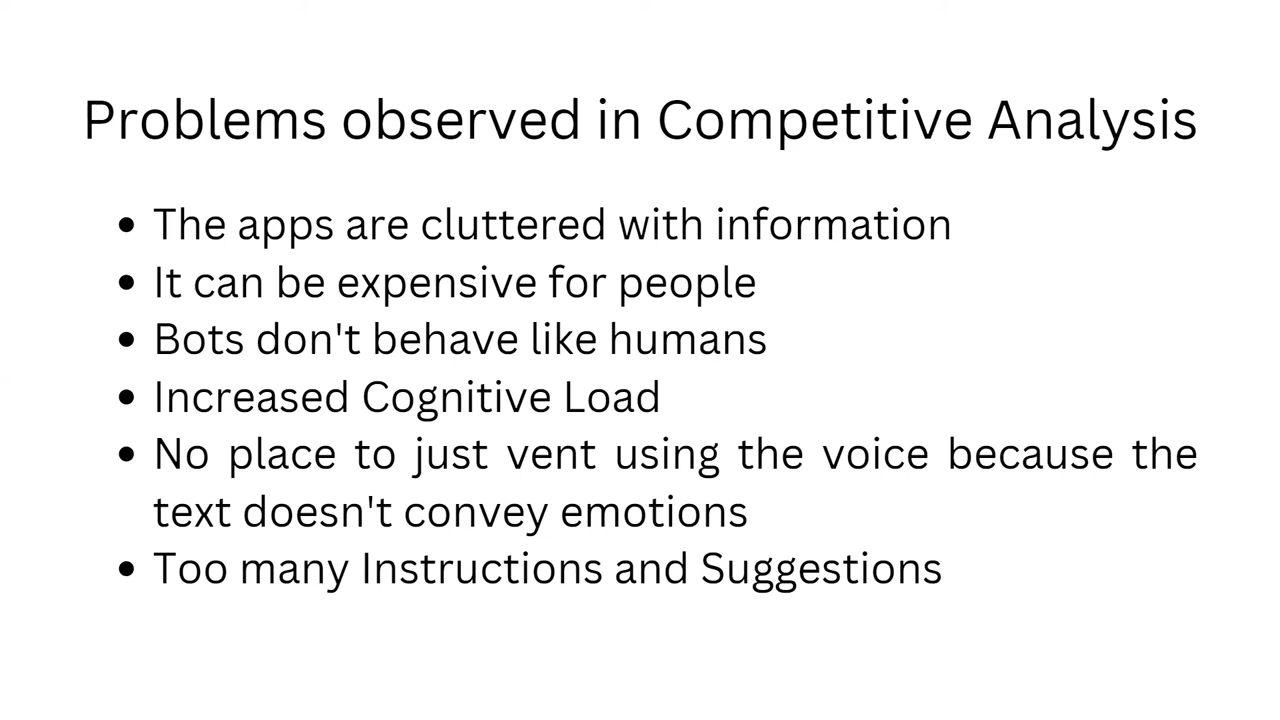 Problems observed in Competitive Analysis
• The apps are cluttered with information
• It can be expensive for people
• Bots don't behave like humans
• Increased Cognitive Load
• No place to just vent using the voice because the
text doesn't convey emotions
• Too many Instructions and Suggestions